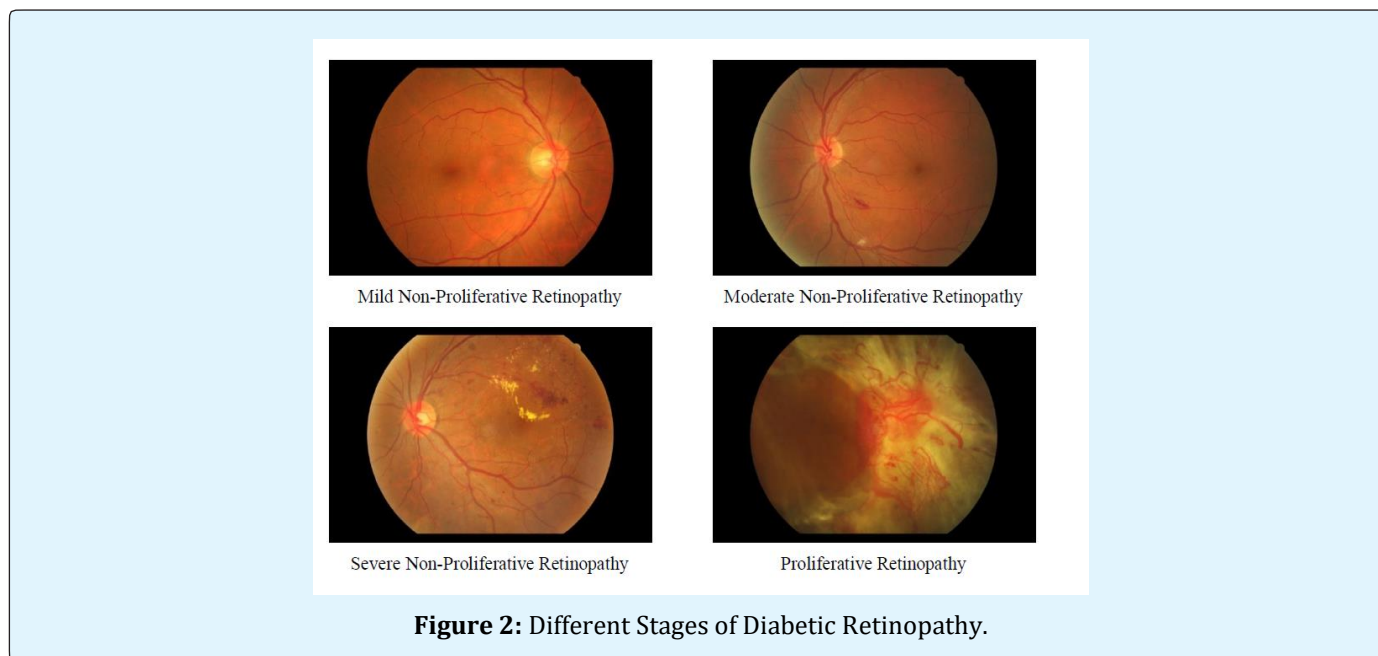 Mild Non-Proliferative Retinopathy
Moderate Non-Proliferative Retinopathy
Severe Non-Proliferative Retinopathy
Proliferative Retinopathy
Figure 2: Different Stages of Diabetic Retinopathy.